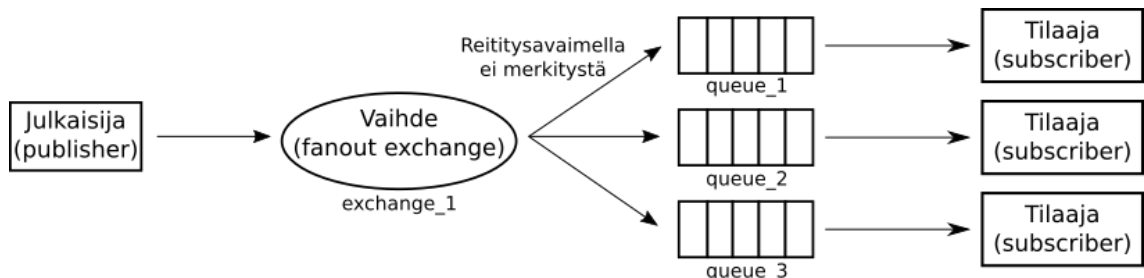 Julkaisija
(publisher)
Vaihde
(fanout exchange)
exchange_1
Reititysavaimella
ei merkitystä
queue_1
Tilaaja
(subscriber)
queue_2
Tilaaja
(subscriber)
queue_3
Tilaaja
(subscriber)